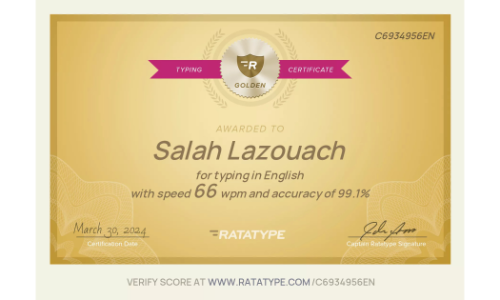 C6934956EN
TYPING
R
GOLDEN
CERTIFICATE
AWARDED TO
Salah Lazouach
for typing in English
with speed 66 wpm and accuracy of 99.1%
March 30, 2024
Certification Date
RATATYPE
Captain Ratatype Signature
VERIFY SCORE AT WWW.RATATYPE.COM/C6934956EN